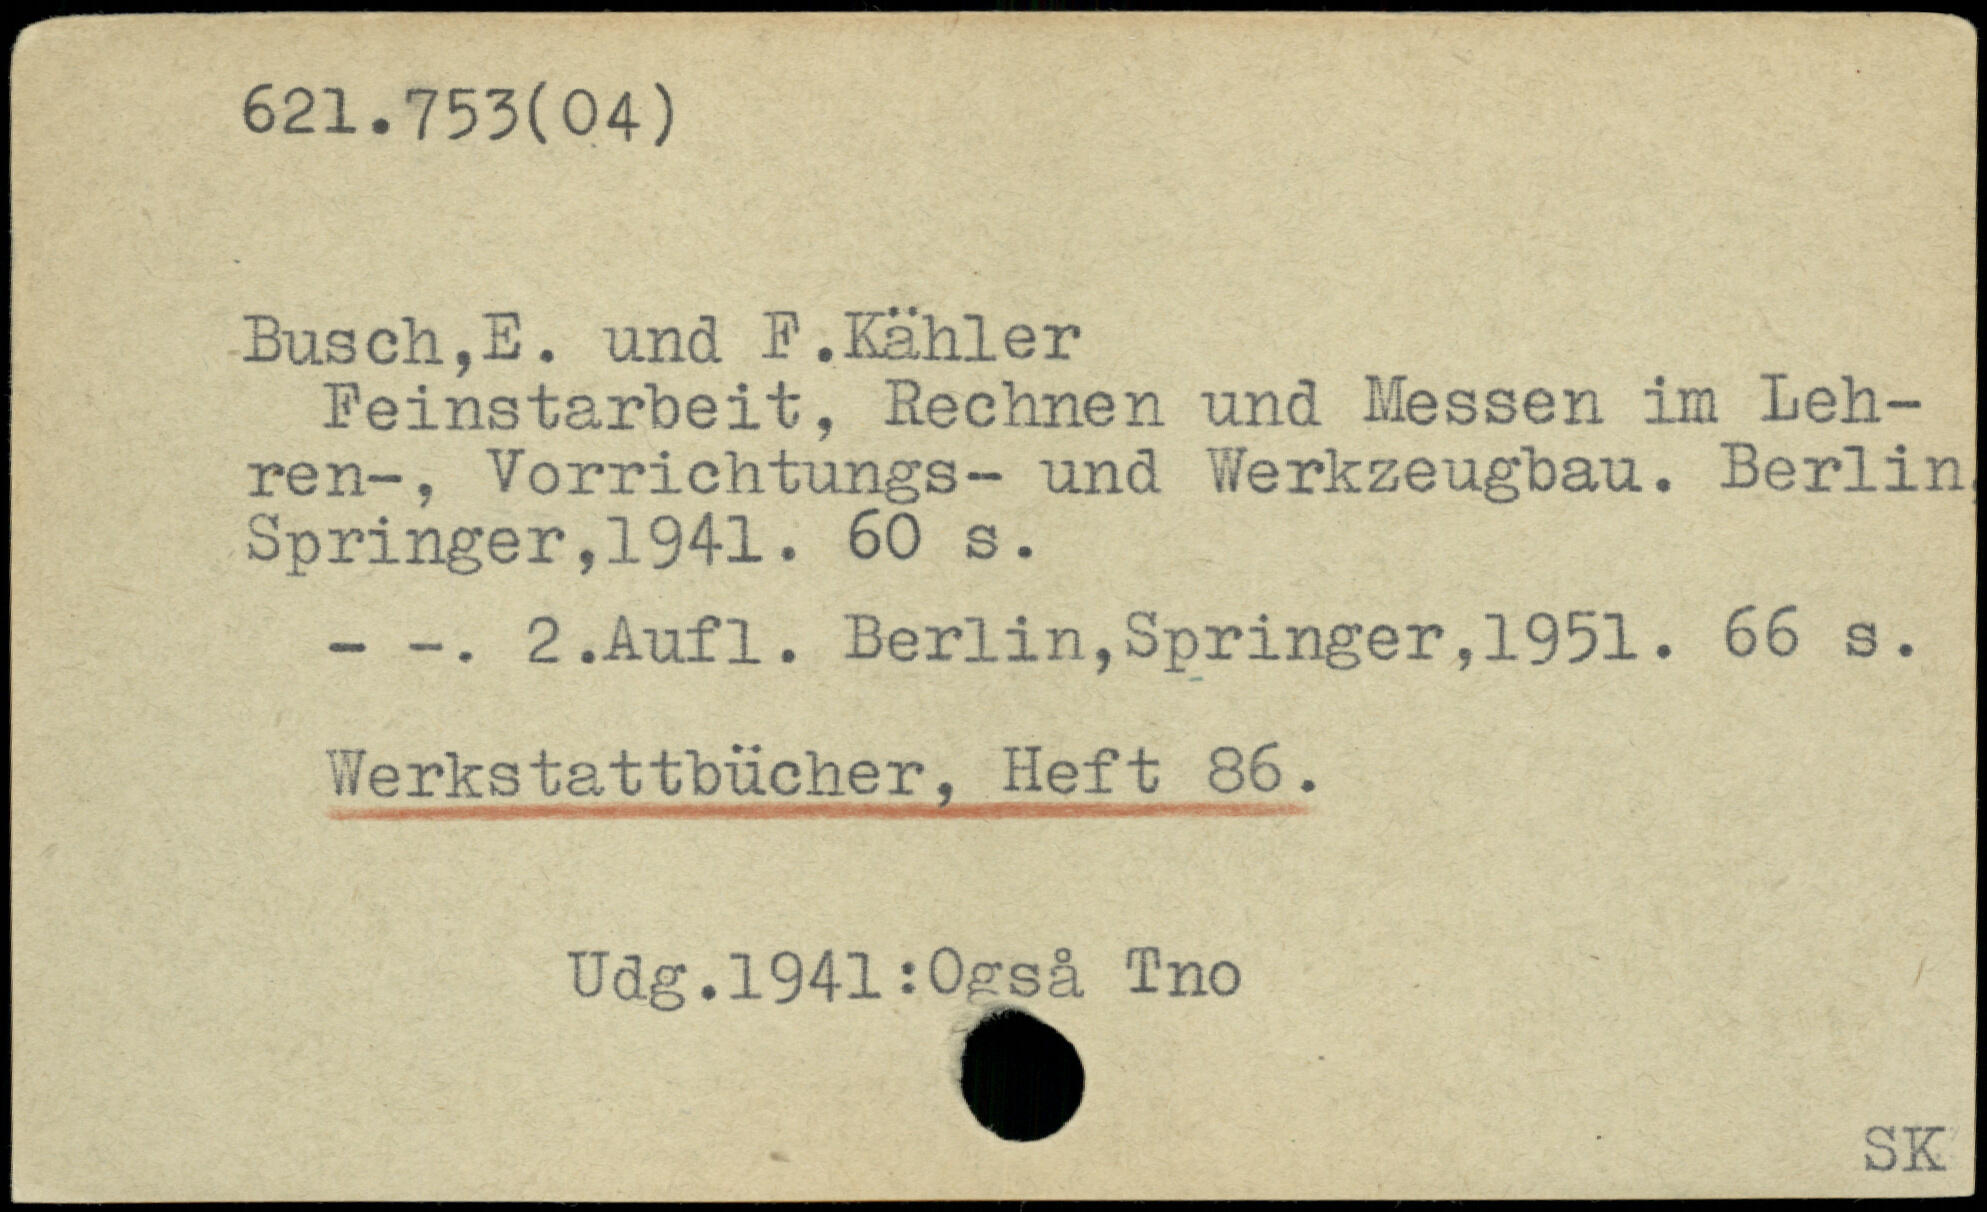 621.753(04)
Busch,E. und F.Kähler
Feinstarbeit, Rechnen und Messen im Leh-
ren-, Vorrichtungs- und Werkzeugbau. Berlin,
Springer,1941. 60 s.
- -. 2.Aufl. Berlin,Springer,1951. 66 s.
Werkstattbücher, Heft 86.
Udg.1941:Også Tno
SK